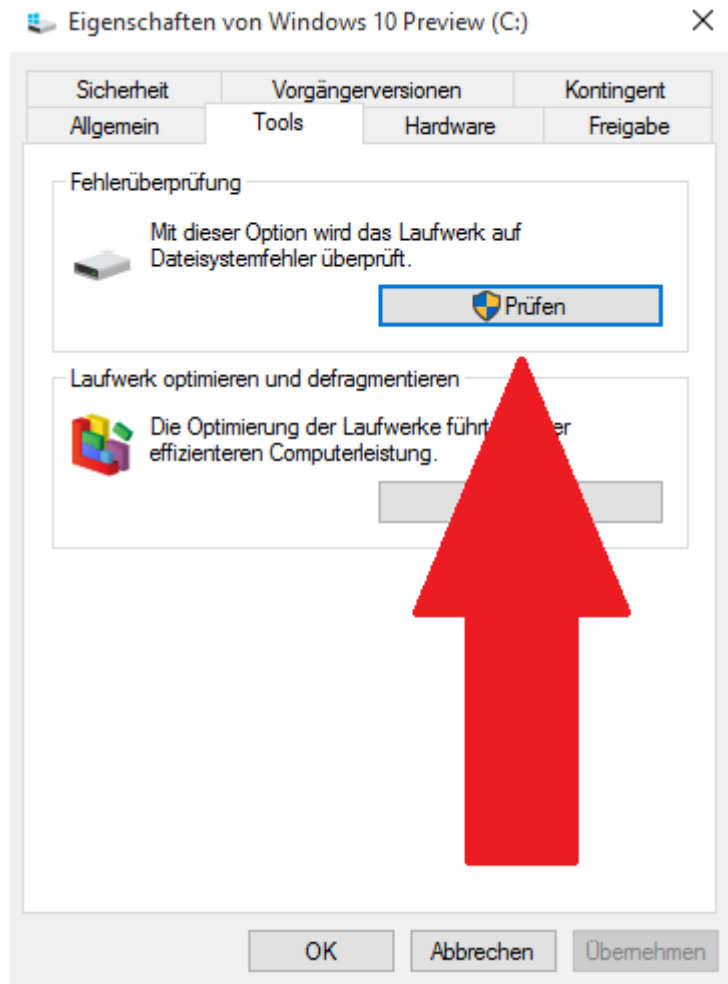 Eigenschaften von Windows 10 Preview (C:)
Sicherheit Vorgängerversionen Kontingent
Allgemein Tools Hardware Freigabe
Fehlerüberprüfung
Mit dieser Option wird das Laufwerk auf
Dateisystemfehler überprüft.
Prüfen
Laufwerk optimieren und defragmentieren
Die Optimierung der Laufwerke führt
effizienteren Computerleistung.
OK Abbrechen Übernehmen